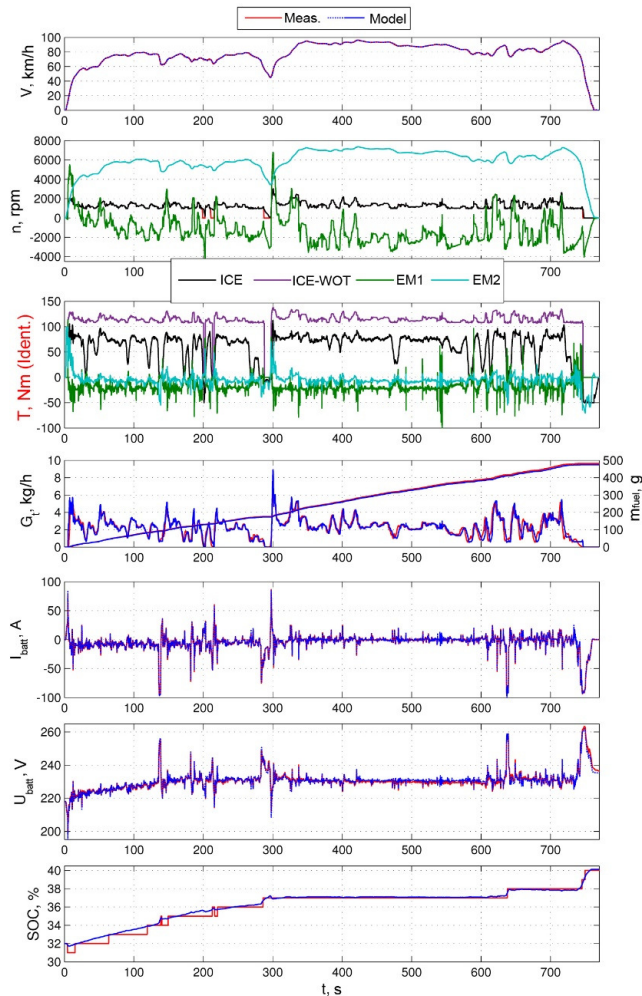 Meas. Model
100
80
60
40
20
0
V, km/h
0 100 200 300 400 500 600 700
8000
6000
4000
2000
0
-2000
-4000
n, rpm
0 100 200 300 400 500 600 700
ICE ICE-WOT EM1 EM2
150
100
50
0
-50
-100
T, Nm (Ident.)
0 100 200 300 400 500 600 700
10
8
6
4
2
0
Gt, kg/h
500
400
300
200
100
0
mfuel, g
0 100 200 300 400 500 600 700
100
50
0
-50
-100
Ibatt, A
0 100 200 300 400 500 600 700
260
240
220
200
Ubatt, V
0 100 200 300 400 500 600 700
40
38
36
34
32
30
SOC, %
0 100 200 300 400 500 600 700
t, s